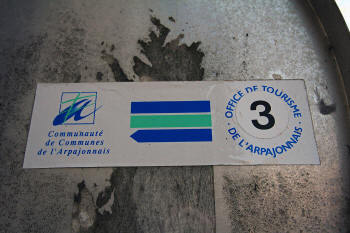 Communauté
de Communes
de l'Arpajonnais
OFFICE DE TOURISME
3
DE L'ARPAJONNAIS